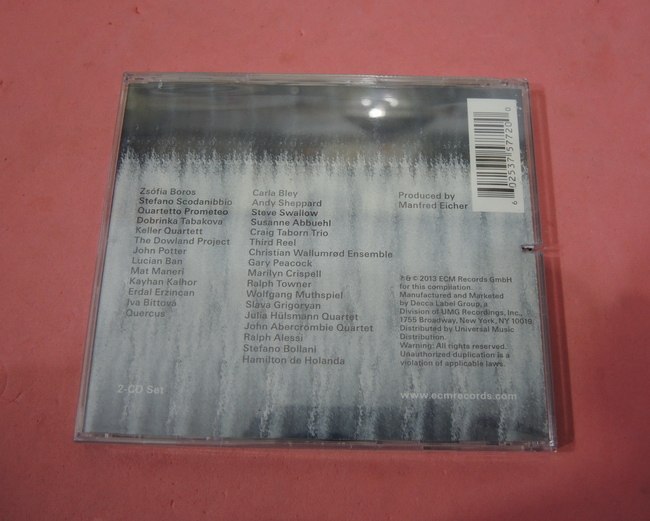 Zsófia Boros
Stefano Scodanibbio
Quartetto Prometeo
Dobrinka Tabakova
Keller Quartett
The Dowland Project
John Potter
Lucian Ban
Mat Maneri
Kayhan Kalhor
Erdal Erzincan
Iva Bittová
Quercus
Carla Bley
Andy Sheppard
Steve Swallow
Susanne Abbuehl
Craig Taborn Trio
Third Reel
Christian Wallumrød Ensemble
Gary Peacock
Marilyn Crispell
Ralph Towner
Wolfgang Muthspiel
Slava Grigoryan
Julia Hülsmann Quartet
John Abercrombie Quartet
Ralph Alessi
Stefano Bollani
Hamilton de Holanda
Produced by
Manfred Eicher
℗ & © 2013 ECM Records GmbH
for this compilation.
Manufactured and Marketed
by Decca Label Group, a
Division of UMG Recordings, Inc.,
1755 Broadway, New York, NY 10019.
Distributed by Universal Music
Distribution.
Warning: All rights reserved.
Unauthorized duplication is a
violation of applicable laws.
2-CD Set
www.ecmrecords.com
6 02537 57720 0